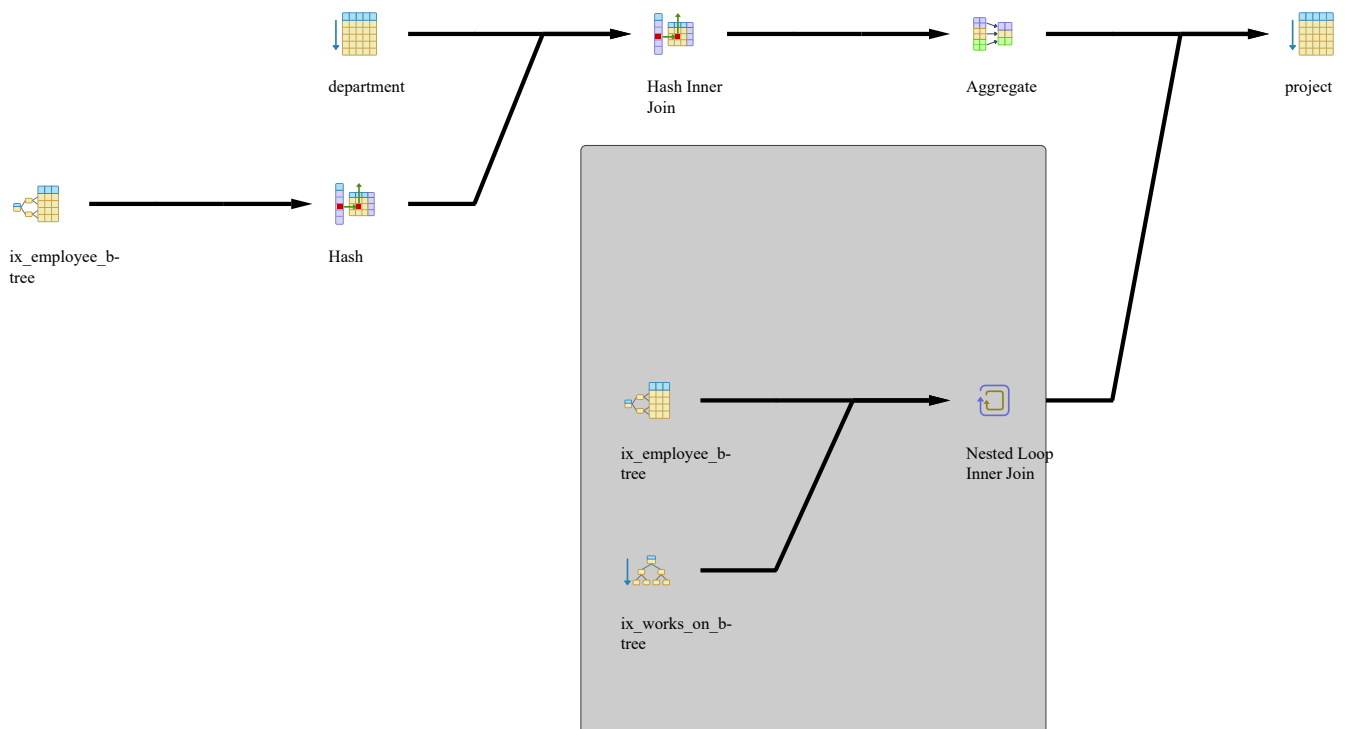 department
Hash Inner
Join
Aggregate
project
ix_employee_b-
tree
Hash
ix_employee_b-
tree
Nested Loop
Inner Join
ix_works_on_b-
tree